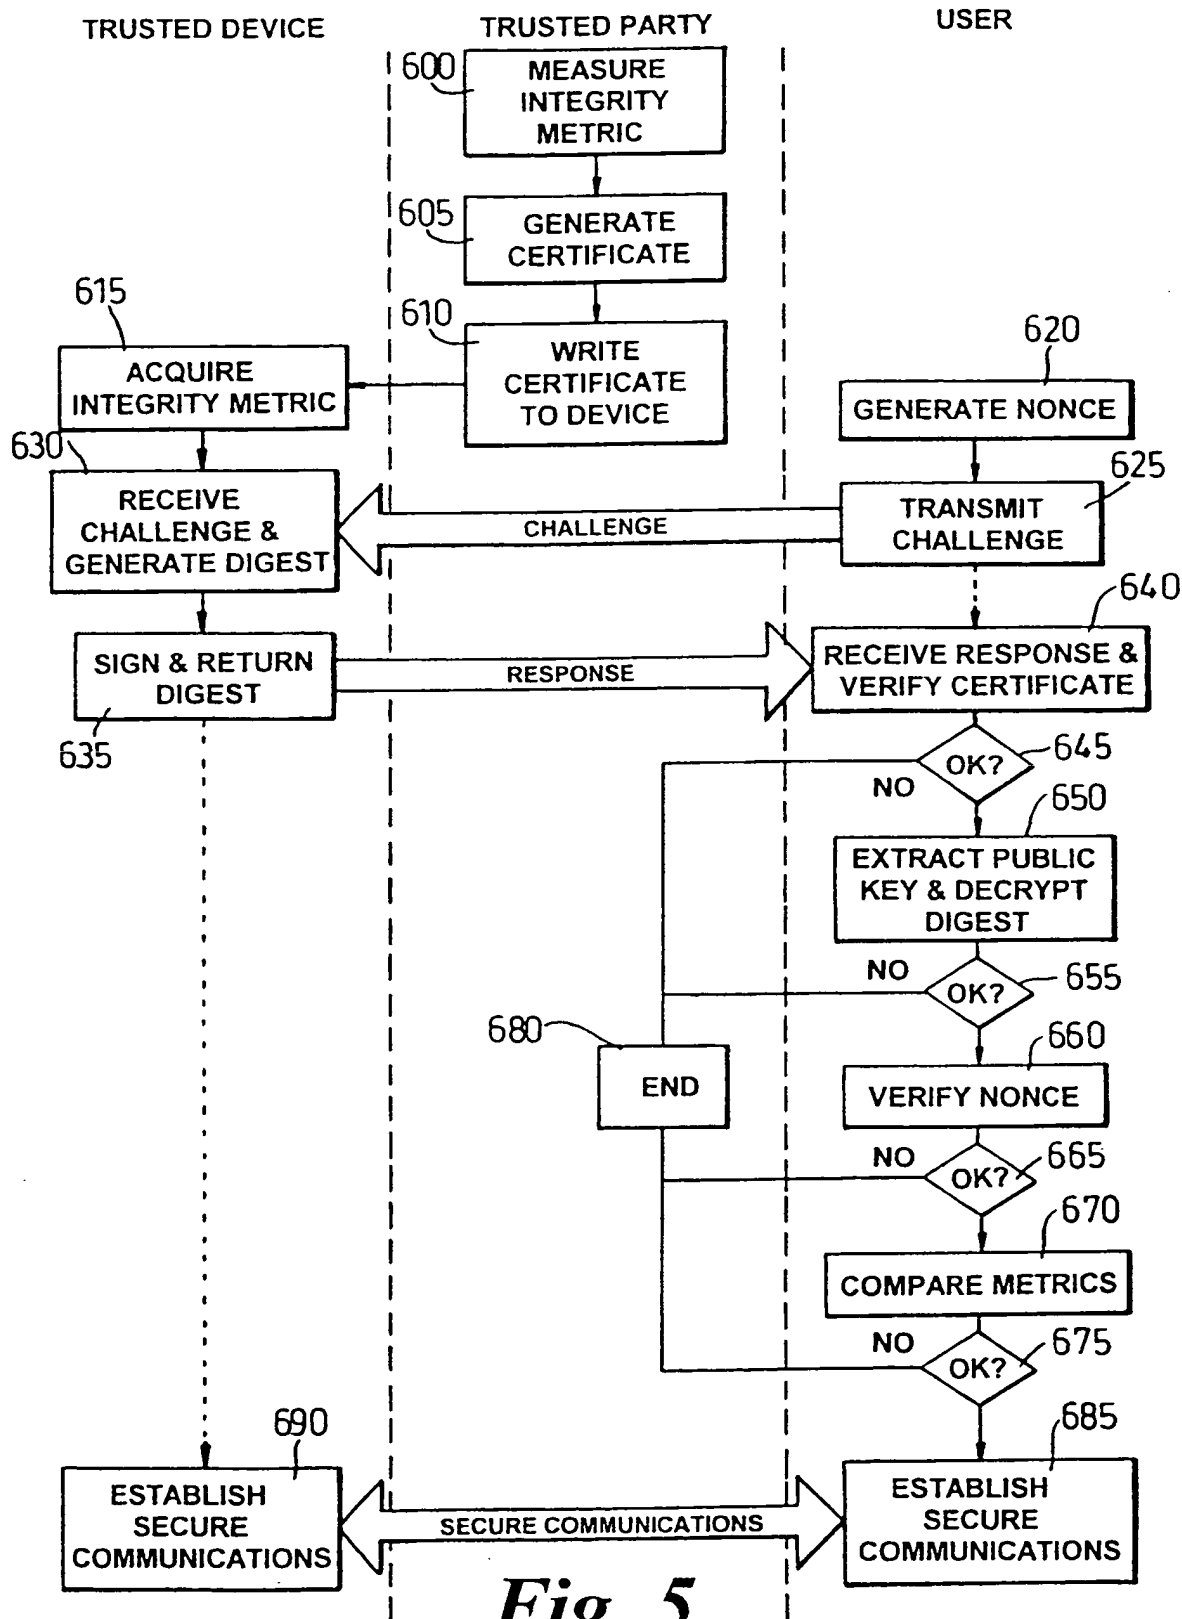 TRUSTED DEVICE
TRUSTED PARTY
USER
600
MEASURE
INTEGRITY
METRIC
605
GENERATE
CERTIFICATE
610
WRITE
CERTIFICATE
TO DEVICE
615
ACQUIRE
INTEGRITY METRIC
620
GENERATE NONCE
625
TRANSMIT
CHALLENGE
CHALLENGE
630
RECEIVE
CHALLENGE &
GENERATE DIGEST
635
SIGN & RETURN
DIGEST
RESPONSE
640
RECEIVE RESPONSE &
VERIFY CERTIFICATE
645
OK?
NO
650
EXTRACT PUBLIC
KEY & DECRYPT
DIGEST
655
OK?
NO
680
END
660
VERIFY NONCE
665
OK?
NO
670
COMPARE METRICS
675
OK?
NO
690
ESTABLISH
SECURE
COMMUNICATIONS
SECURE COMMUNICATIONS
685
ESTABLISH
SECURE
COMMUNICATIONS
Fig. 5